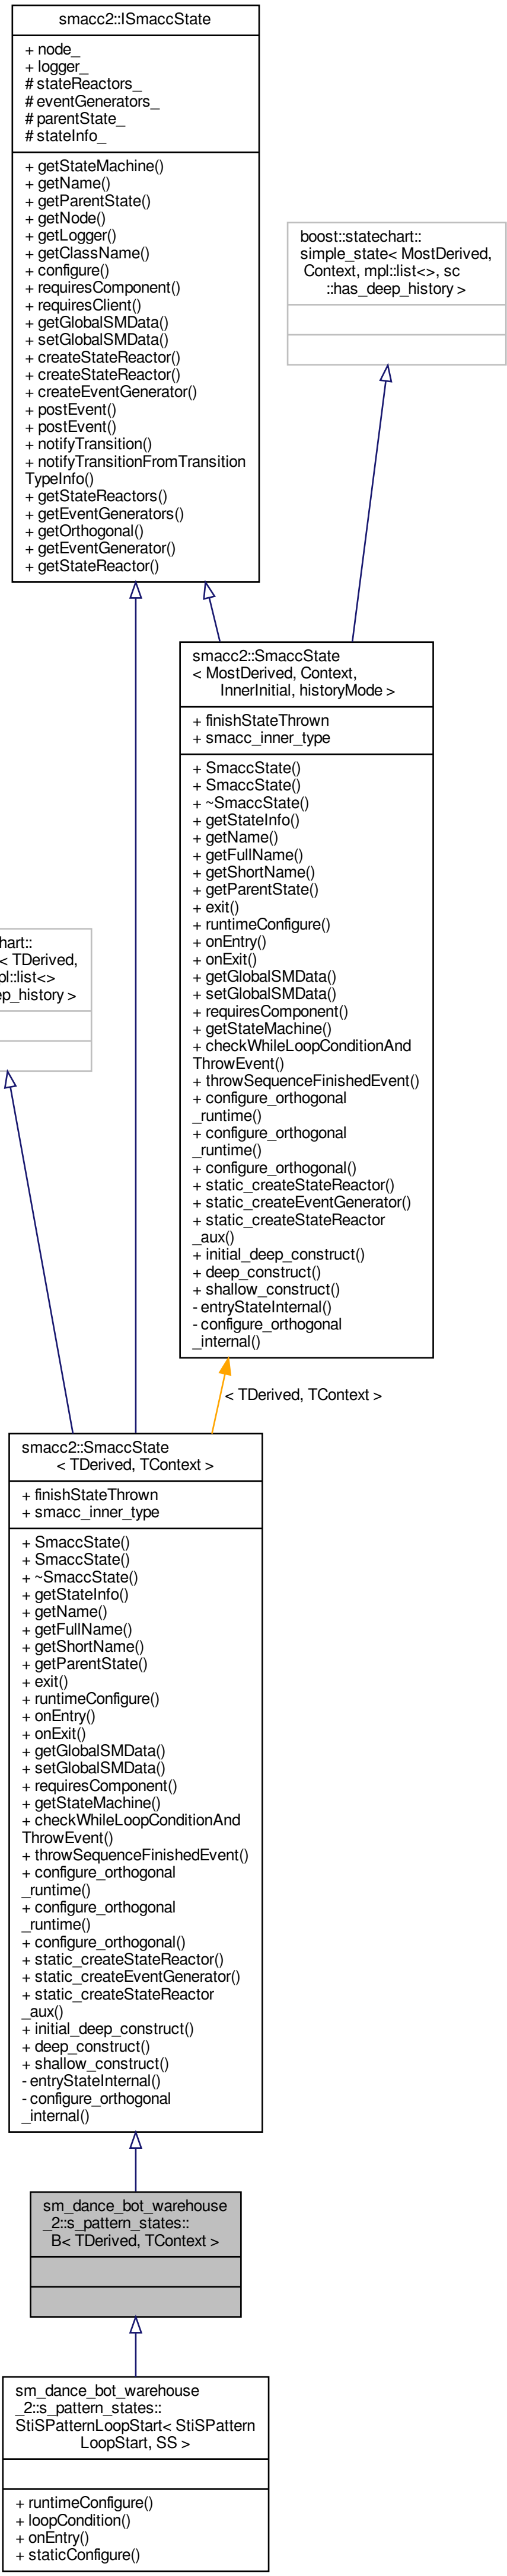 smacc2::ISmaccState
+ node_
+ logger_
# stateReactors_
# eventGenerators_
# parentState_
# stateInfo_
+ getStateMachine()
+ getName()
+ getParentState()
+ getNode()
+ getLogger()
+ getClassName()
+ configure()
+ requiresComponent()
+ requiresClient()
+ getGlobalSMData()
+ setGlobalSMData()
+ createStateReactor()
+ createStateReactor()
+ createEventGenerator()
+ postEvent()
+ postEvent()
+ notifyTransition()
+ notifyTransitionFromTransition
TypeInfo()
+ getStateReactors()
+ getEventGenerators()
+ getOrthogonal()
+ getEventGenerator()
+ getStateReactor()
boost::statechart::
simple_state< MostDerived,
Context, mpl::list<>, sc
::has_deep_history >
smacc2::SmaccState
< MostDerived, Context,
InnerInitial, historyMode >
+ finishStateThrown
+ smacc_inner_type
+ SmaccState()
+ SmaccState()
+ ~SmaccState()
+ getStateInfo()
+ getName()
+ getFullName()
+ getShortName()
+ getParentState()
+ exit()
+ runtimeConfigure()
+ onEntry()
+ onExit()
+ getGlobalSMData()
+ setGlobalSMData()
+ requiresComponent()
+ getStateMachine()
+ checkWhileLoopConditionAnd
ThrowEvent()
+ throwSequenceFinishedEvent()
+ configure_orthogonal
_runtime()
+ configure_orthogonal
_runtime()
+ configure_orthogonal()
+ static_createStateReactor()
+ static_createEventGenerator()
+ static_createStateReactor
_aux()
+ initial_deep_construct()
+ deep_construct()
+ shallow_construct()
- entryStateInternal()
- configure_orthogonal
_internal()
hart::
< TDerived,
pl::list<>
ep_history >
< TDerived, TContext >
smacc2::SmaccState
< TDerived, TContext >
+ finishStateThrown
+ smacc_inner_type
+ SmaccState()
+ SmaccState()
+ ~SmaccState()
+ getStateInfo()
+ getName()
+ getFullName()
+ getShortName()
+ getParentState()
+ exit()
+ runtimeConfigure()
+ onEntry()
+ onExit()
+ getGlobalSMData()
+ setGlobalSMData()
+ requiresComponent()
+ getStateMachine()
+ checkWhileLoopConditionAnd
ThrowEvent()
+ throwSequenceFinishedEvent()
+ configure_orthogonal
_runtime()
+ configure_orthogonal
_runtime()
+ configure_orthogonal()
+ static_createStateReactor()
+ static_createEventGenerator()
+ static_createStateReactor
_aux()
+ initial_deep_construct()
+ deep_construct()
+ shallow_construct()
- entryStateInternal()
- configure_orthogonal
_internal()
sm_dance_bot_warehouse
_2::s_pattern_states::
B< TDerived, TContext >
sm_dance_bot_warehouse
_2::s_pattern_states::
StiSPatternLoopStart< StiSPattern
LoopStart, SS >
+ runtimeConfigure()
+ loopCondition()
+ onEntry()
+ staticConfigure()